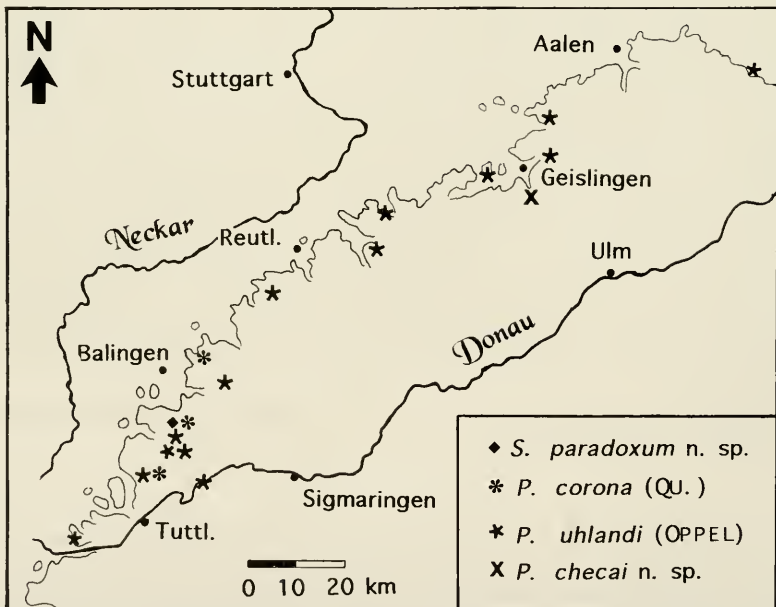 N
Aalen
Stuttgart
Geislingen
Neckar
Reutl.
Ulm
Donau
Balingen
Sigmaringen
Tuttl.
0 10 20 km
S. paradoxum n. sp.
P. corona (QU.)
P. uhlandi (OPPEL)
P. checai n. sp.